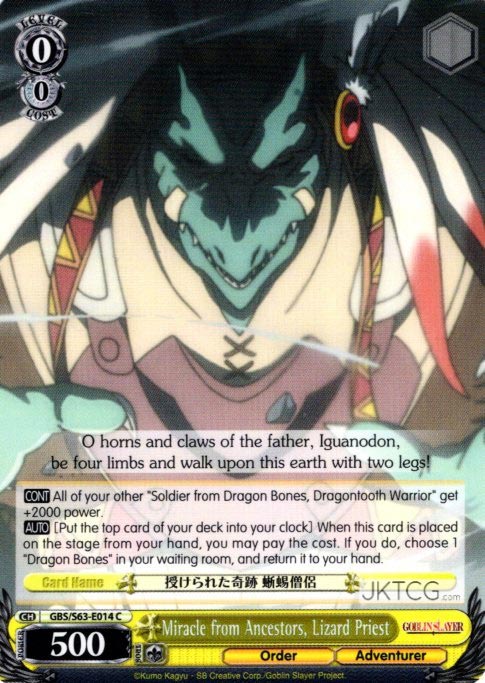 LEVEL
0
0
COST
O horns and claws of the father, Iguanodon,
be four limbs and walk upon this earth with two legs!
CONT All of your other "Soldier from Dragon Bones, Dragontooth Warrior" get
+2000 power.
AUTO [Put the top card of your deck into your clock] When this card is placed
on the stage from your hand, you may pay the cost. If you do, choose 1
"Dragon Bones" in your waiting room, and return it to your hand.
Card Name 授けられた奇跡 蜥蜴僧侶
JKTCG.com
CH GBS/S63-E014 C
POWER 500 SOUL Miracle from Ancestors, Lizard Priest GOBLIN SLAYER
Order Adventurer
©Kumo Kagyu - SB Creative Corp./Goblin Slayer Project.